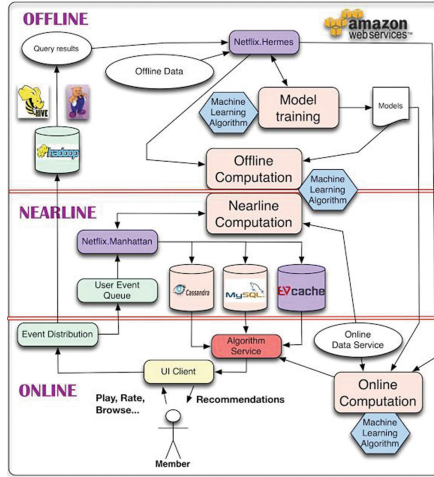 OFFLINE
amazon
web services™
Query results
Netflix.Hermes
Offline Data
HIVE
Machine
Learning
Algorithm
Model
training
Models
hadoop
Offline
Computation
Machine
Learning
Algorithm
NEARLINE
Nearline
Computation
Netflix.Manhattan
User Event
Queue
Cassandra
MySQL
EVcache
Event Distribution
Algorithm
Service
Online
Data Service
UI Client
ONLINE
Play, Rate,
Browse...
Recommendations
Online
Computation
Machine
Learning
Algorithm
Member